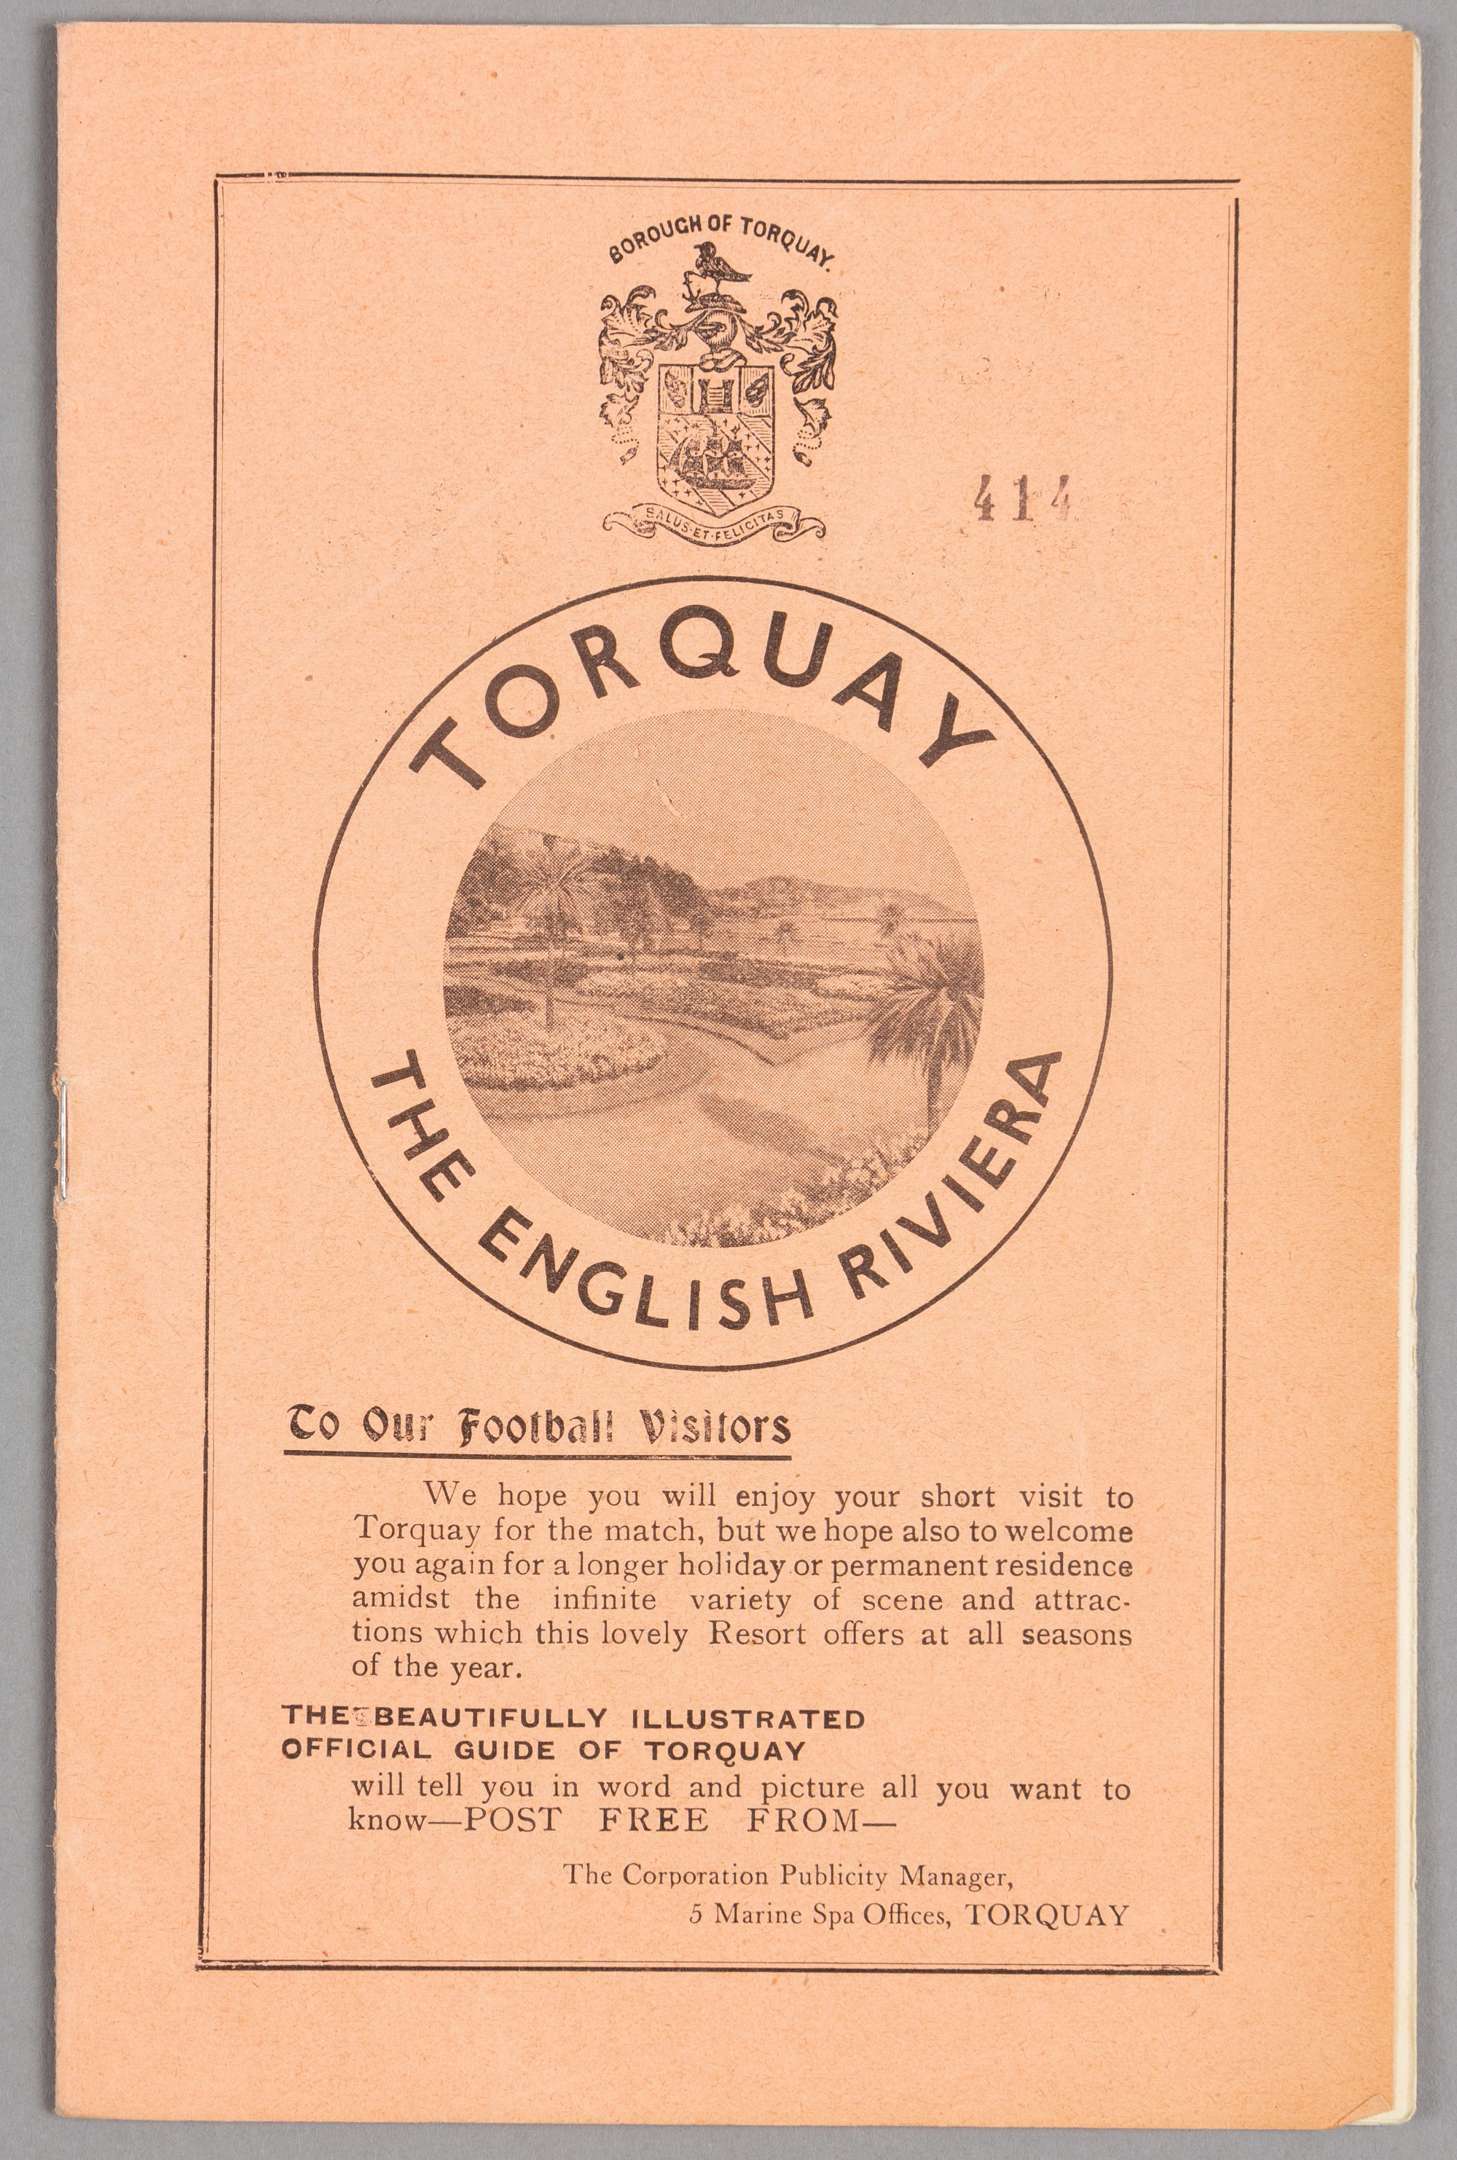 BOROUGH OF TORQUAY.
SALUS·ET·FELICITAS
414
TORQUAY
THE ENGLISH RIVIERA
To Our Football Visitors
We hope you will enjoy your short visit to
Torquay for the match, but we hope also to welcome
you again for a longer holiday or permanent residence
amidst the infinite variety of scene and attrac-
tions which this lovely Resort offers at all seasons
of the year.
THE BEAUTIFULLY ILLUSTRATED
OFFICIAL GUIDE OF TORQUAY
will tell you in word and picture all you want to
know—POST FREE FROM—
The Corporation Publicity Manager,
5 Marine Spa Offices, TORQUAY